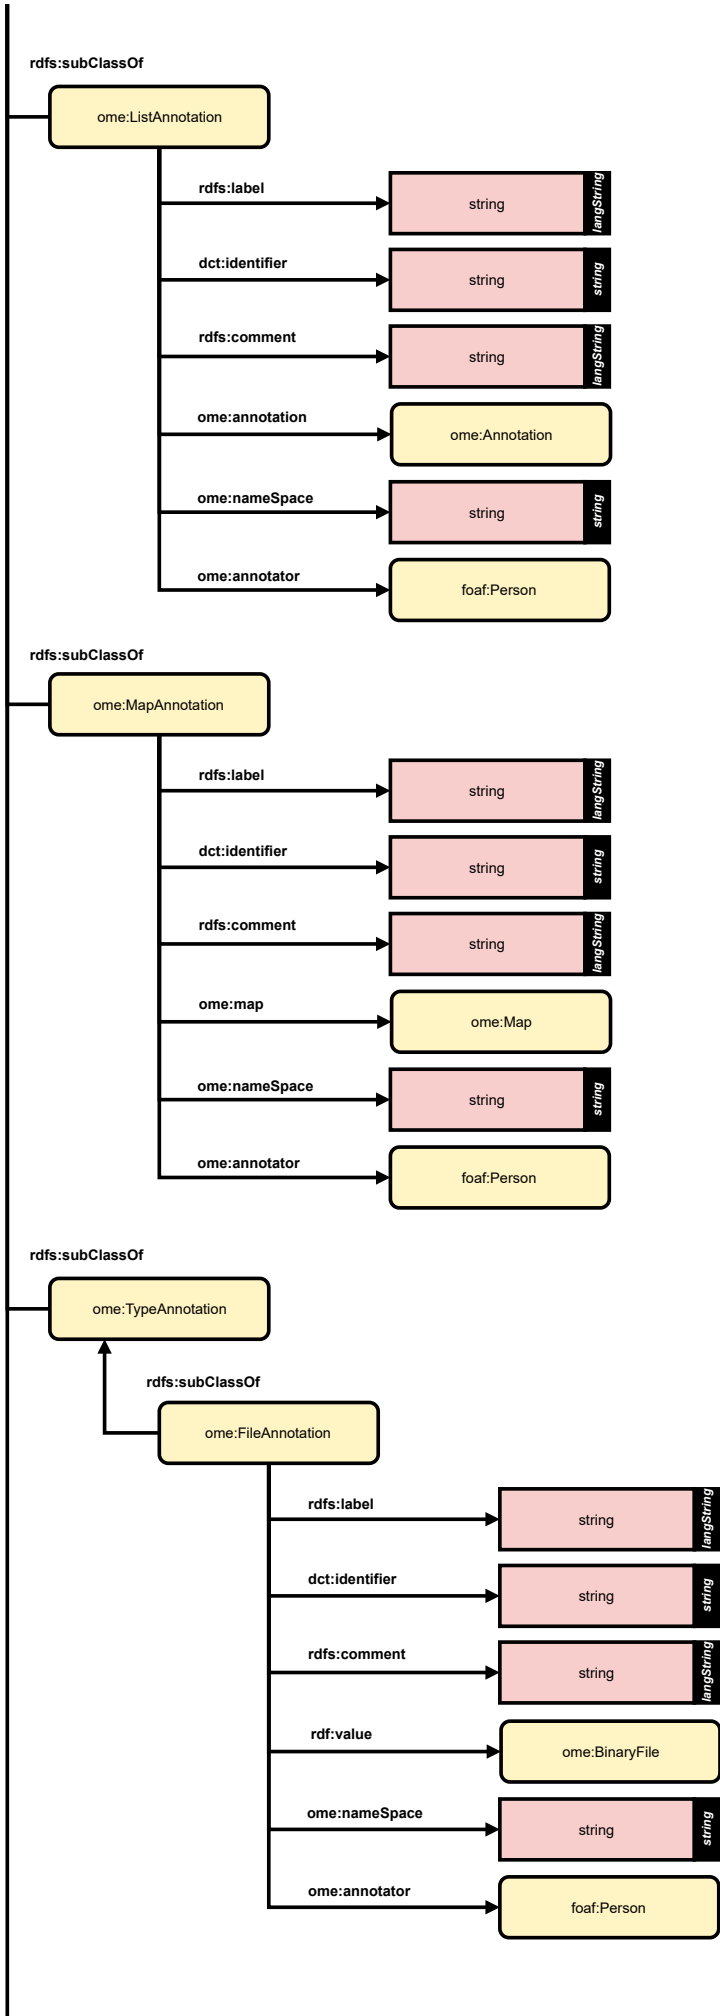 rdfs:subClassOf
ome:ListAnnotation
rdfs:label
string
langString
dct:identifier
string
string
rdfs:comment
string
langString
ome:annotation
ome:Annotation
ome:nameSpace
string
string
ome:annotator
foaf:Person
rdfs:subClassOf
ome:MapAnnotation
rdfs:label
string
langString
dct:identifier
string
string
rdfs:comment
string
langString
ome:map
ome:Map
ome:nameSpace
string
string
ome:annotator
foaf:Person
rdfs:subClassOf
ome:TypeAnnotation
rdfs:subClassOf
ome:FileAnnotation
rdfs:label
string
langString
dct:identifier
string
string
rdfs:comment
string
langString
rdf:value
ome:BinaryFile
ome:nameSpace
string
string
ome:annotator
foaf:Person